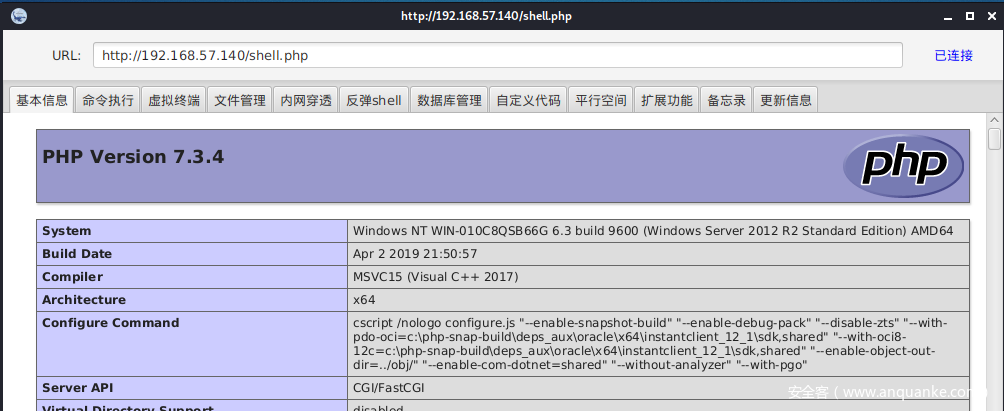 http://192.168.57.140/shell.php
URL: http://192.168.57.140/shell.php 已连接
基本信息 命令执行 虚拟终端 文件管理 内网穿透 反弹shell 数据库管理 自定义代码 平行空间 扩展功能 备忘录 更新信息
PHP Version 7.3.4
php
System Windows NT WIN-010C8QSB66G 6.3 build 9600 (Windows Server 2012 R2 Standard Edition) AMD64
Build Date Apr 2 2019 21:50:57
Compiler MSVC15 (Visual C++ 2017)
Architecture x64
Configure Command cscript /nologo configure.js "--enable-snapshot-build" "--enable-debug-pack" "--disable-zts" "--with-
pdo-oci=c:\php-snap-build\deps_aux\oracle\x64\instantclient_12_1\sdk,shared" "--with-oci8-
12c=c:\php-snap-build\deps_aux\oracle\x64\instantclient_12_1\sdk,shared" "--enable-object-out-
dir=../obj/" "--enable-com-dotnet=shared" "--without-analyzer" "--with-pgo"
Server API CGI/FastCGI
Virtual Directory Support disabled
安全客（www.anquanke.com）